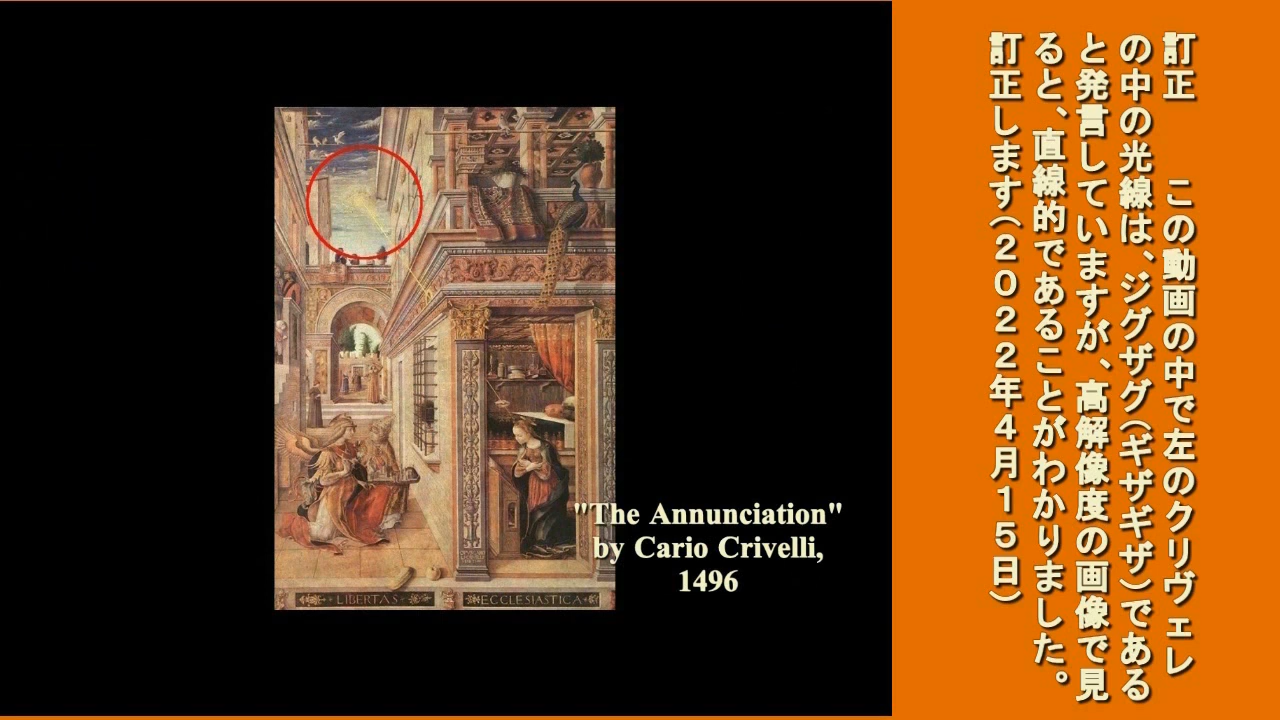 訂正　　この動画の中で左のクリヴェレ
の中の光線は、ジグザグ（ギザギザ）である
と発言していますが、高解像度の画像で見
ると、直線的であることがわかりました。
訂正します（２０２２年４月１５日）
"The Annunciation"
by Cario Crivelli,
1496
LIBERTAS
ECCLESIASTICA